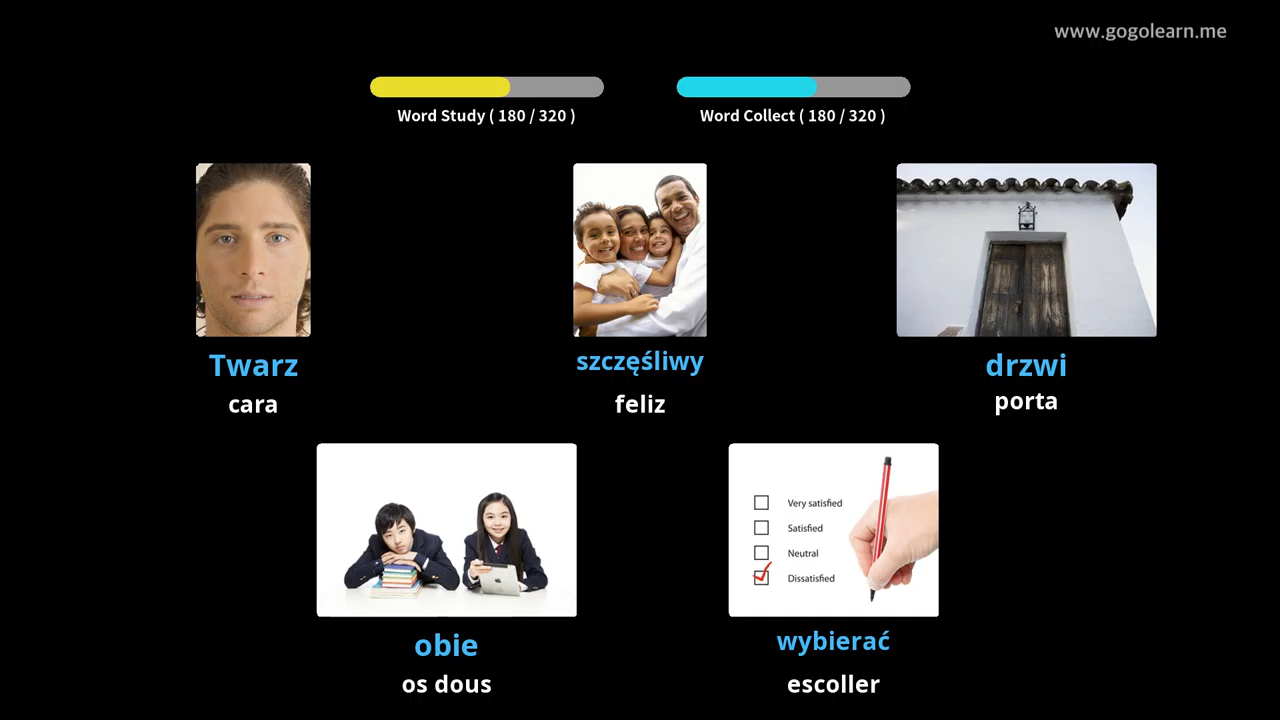 www.gogolearn.me
Word Study ( 180 / 320 )
Word Collect ( 180 / 320 )
Twarz
cara
szczęśliwy
feliz
drzwi
porta
Very satisfied
Satisfied
Neutral
Dissatisfied
obie
os dous
wybierać
escoller